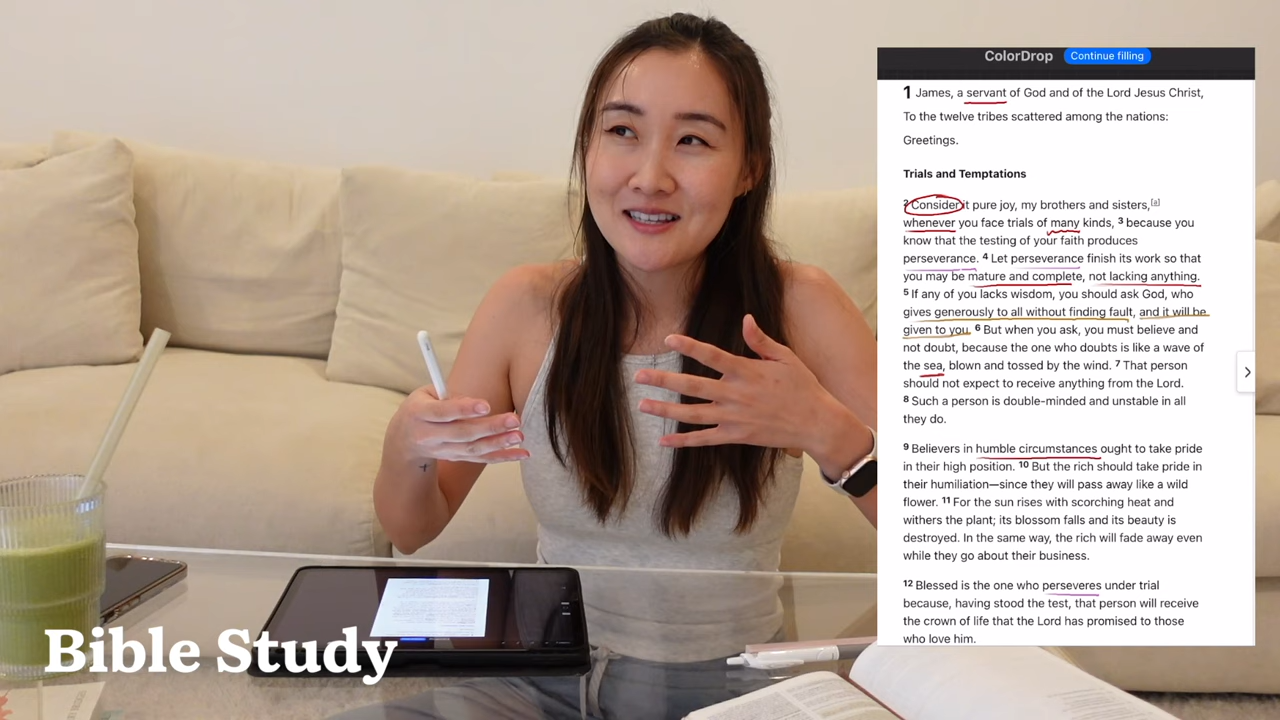 ColorDrop Continue filling
1 James, a servant of God and of the Lord Jesus Christ,
To the twelve tribes scattered among the nations:
Greetings.
Trials and Temptations
2 Consider it pure joy, my brothers and sisters,[a]
whenever you face trials of many kinds, 3 because you
know that the testing of your faith produces
perseverance. 4 Let perseverance finish its work so that
you may be mature and complete, not lacking anything.
5 If any of you lacks wisdom, you should ask God, who
gives generously to all without finding fault, and it will be
given to you. 6 But when you ask, you must believe and
not doubt, because the one who doubts is like a wave of
the sea, blown and tossed by the wind. 7 That person
should not expect to receive anything from the Lord.
8 Such a person is double-minded and unstable in all
they do.
9 Believers in humble circumstances ought to take pride
in their high position. 10 But the rich should take pride in
their humiliation—since they will pass away like a wild
flower. 11 For the sun rises with scorching heat and
withers the plant; its blossom falls and its beauty is
destroyed. In the same way, the rich will fade away even
while they go about their business.
12 Blessed is the one who perseveres under trial
because, having stood the test, that person will receive
the crown of life that the Lord has promised to those
who love him.
Bible Study